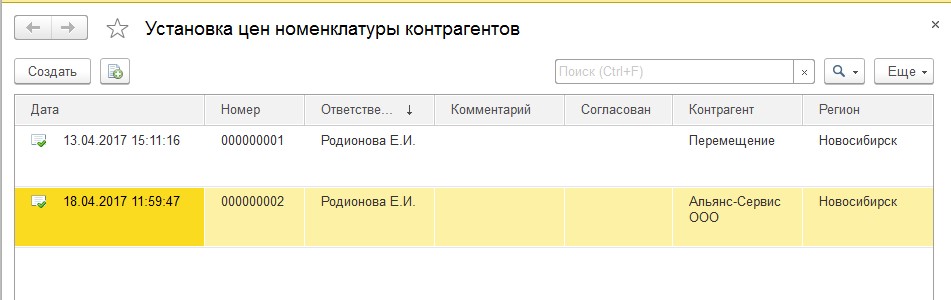 Установка цен номенклатуры контрагентов
Создать
Поиск (Ctrl+F)
Еще
Дата Номер Ответстве... Комментарий Согласован Контрагент Регион
13.04.2017 15:11:16 000000001 Родионова Е.И. Перемещение Новосибирск
18.04.2017 11:59:47 000000002 Родионова Е.И. Альянс-Сервис Новосибирск
ООО